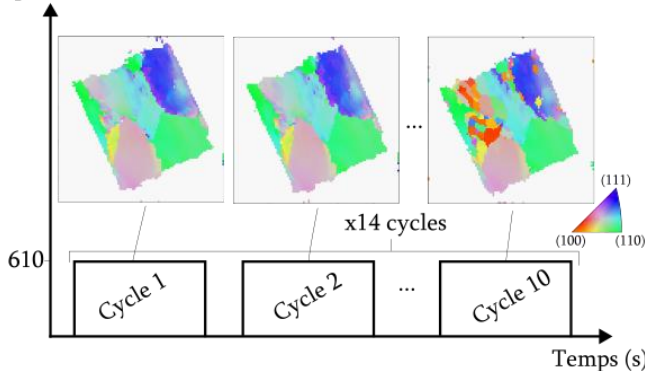 ...
(111)
(100)
(110)
x14 cycles
610
Cycle 1
Cycle 2
...
Cycle 10
Temps (s)